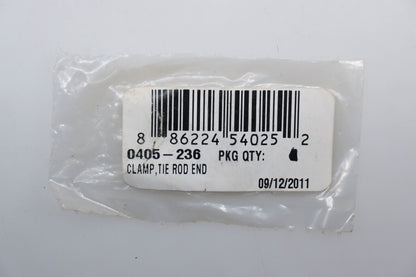 8 86224 54025 2
0405-236 PKG QTY:
CLAMP,TIE ROD END
09/12/2011